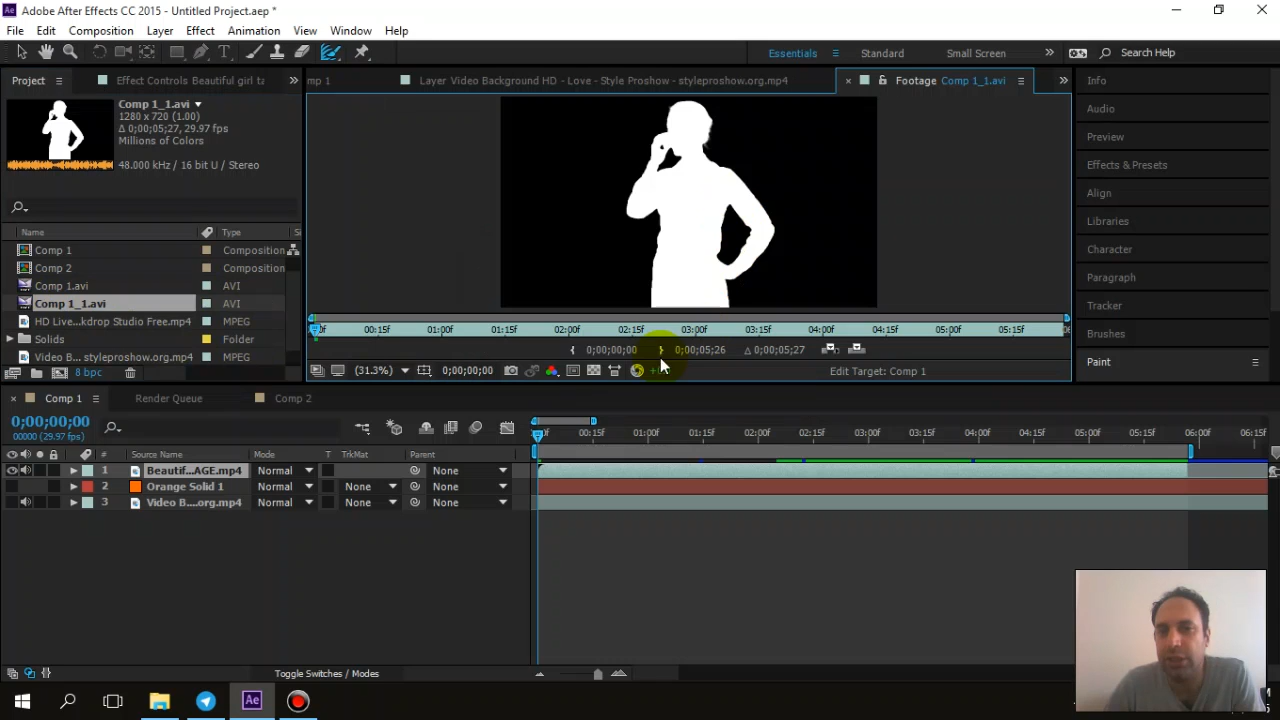 Adobe After Effects CC 2015 - Untitled Project.aep *
File Edit Composition Layer Effect Animation View Window Help
Essentials Standard Small Screen Search Help
Project Effect Controls Beautiful girl ta
mp 1 Layer Video Background HD - Love - Style Proshow - styleproshow.org.mp4 Footage Comp 1_1.avi
Comp 1_1.avi
1280 x 720 (1.00)
Δ 0;00;05;27, 29.97 fps
Millions of Colors
48.000 kHz / 16 bit U / Stereo
Name Type Si
Comp 1 Composition
Comp 2 Composition
Comp 1.avi AVI
Comp 1_1.avi AVI
HD Live...kdrop Studio Free.mp4 MPEG
Solids Folder
Video B... styleproshow.org.mp4 MPEG
8 bpc
00:15f 01:00f 01:15f 02:00f 02:15f 03:00f 03:15f 04:00f 04:15f 05:00f 05:15f
0;00;00;00 0;00;05;26 Δ 0;00;05;27
(31.3%) 0;00;00;00 Edit Target: Comp 1
Info
Audio
Preview
Effects & Presets
Align
Libraries
Character
Paragraph
Tracker
Brushes
Paint
Comp 1 Render Queue Comp 2
0;00;00;00
00000 (29.97 fps)
00:15f 01:00f 01:15f 02:00f 02:15f 03:00f 03:15f 04:00f 04:15f 05:00f 05:15f 06:00f 06:15f
# Source Name Mode T TrkMat Parent
1 Beautif...AGE.mp4 Normal None
2 Orange Solid 1 Normal None None
3 Video B....org.mp4 Normal None None
Toggle Switches / Modes
Ae